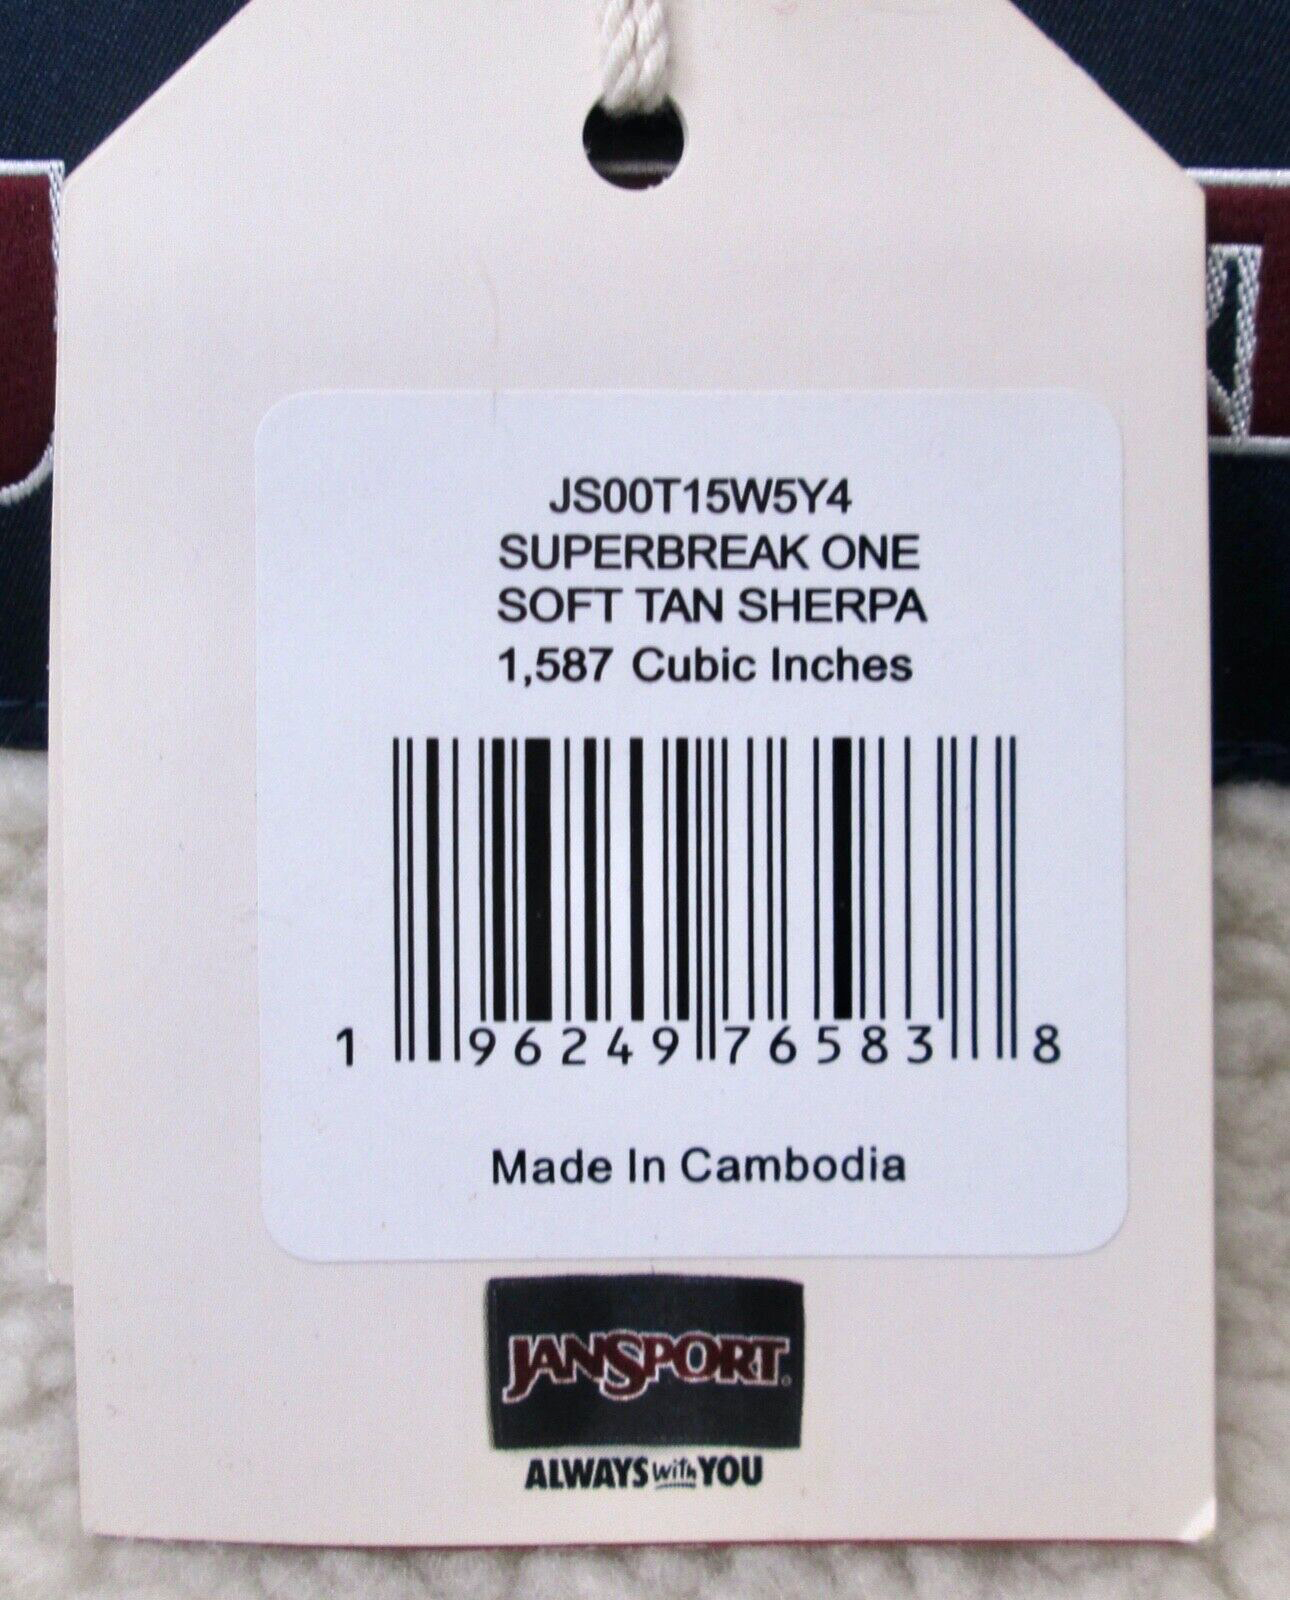 JS00T15W5Y4
SUPERBREAK ONE
SOFT TAN SHERPA
1,587 Cubic Inches
1 96249 76583 8
Made In Cambodia
JANSPORT®
ALWAYS with YOU